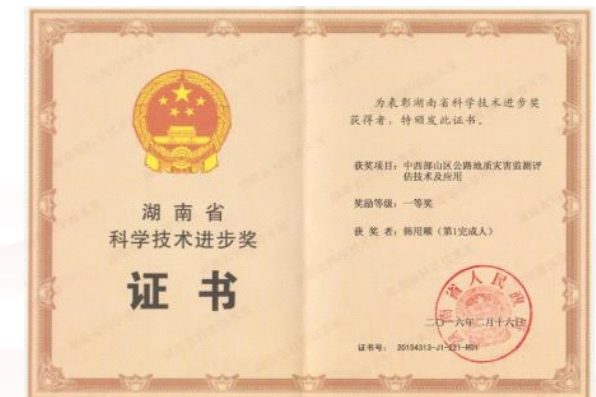 湖南省
科学技术进步奖
证书
为表彰湖南省科学技术进步奖
获得者，特颁发此证书。
获奖项目：中西部山区公路地质灾害监测评
估技术及应用
奖励等级：一等奖
获 奖 者：韩用顺（第1完成人）
二〇一六年二月十六日
证书号： 20154313-J1-221-R01